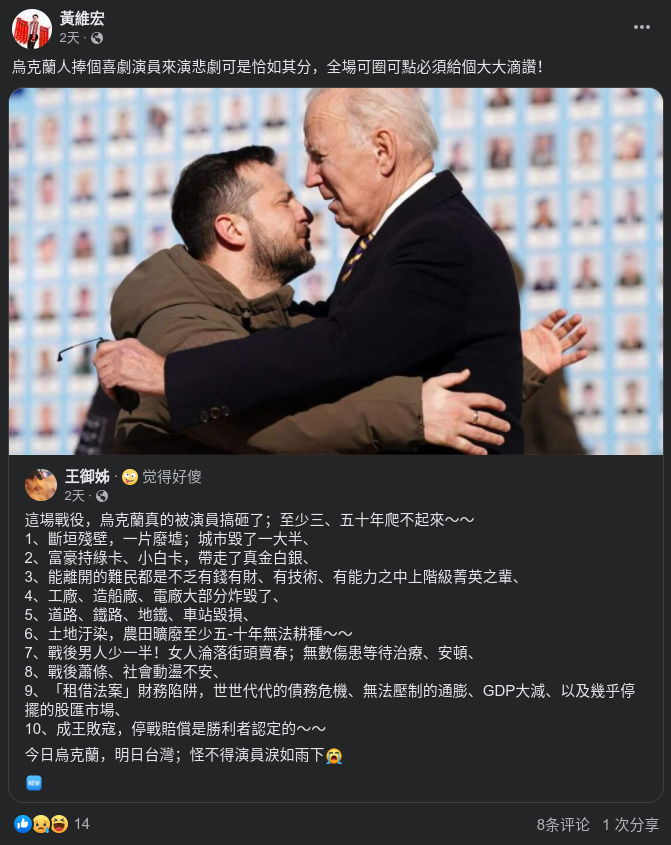 黃維宏
2天 ·
烏克蘭人捧個喜劇演員來演悲劇可是恰如其分，全場可圈可點必須給個大大滴讚！
王御姊 · 觉得好傻
2天 ·
這場戰役，烏克蘭真的被演員搞砸了；至少三、五十年爬不起來～～
1、斷垣殘壁，一片廢墟；城市毀了一大半、
2、富豪持綠卡、小白卡，帶走了真金白銀、
3、能離開的難民都是不乏有錢有財、有技術、有能力之中上階級菁英之輩、
4、工廠、造船廠、電廠大部分炸毀了、
5、道路、鐵路、地鐵、車站毀損、
6、土地汙染，農田曠廢至少五-十年無法耕種～～
7、戰後男人少一半！女人淪落街頭賣春；無數傷患等待治療、安頓、
8、戰後蕭條、社會動盪不安、
9、「租借法案」財務陷阱，世世代代的債務危機、無法壓制的通膨、GDP大減、以及幾乎停
擺的股匯市場、
10、成王敗寇，停戰賠償是勝利者認定的～～
今日烏克蘭，明日台灣；怪不得演員淚如雨下😭
NEW
14
8条评论 1 次分享